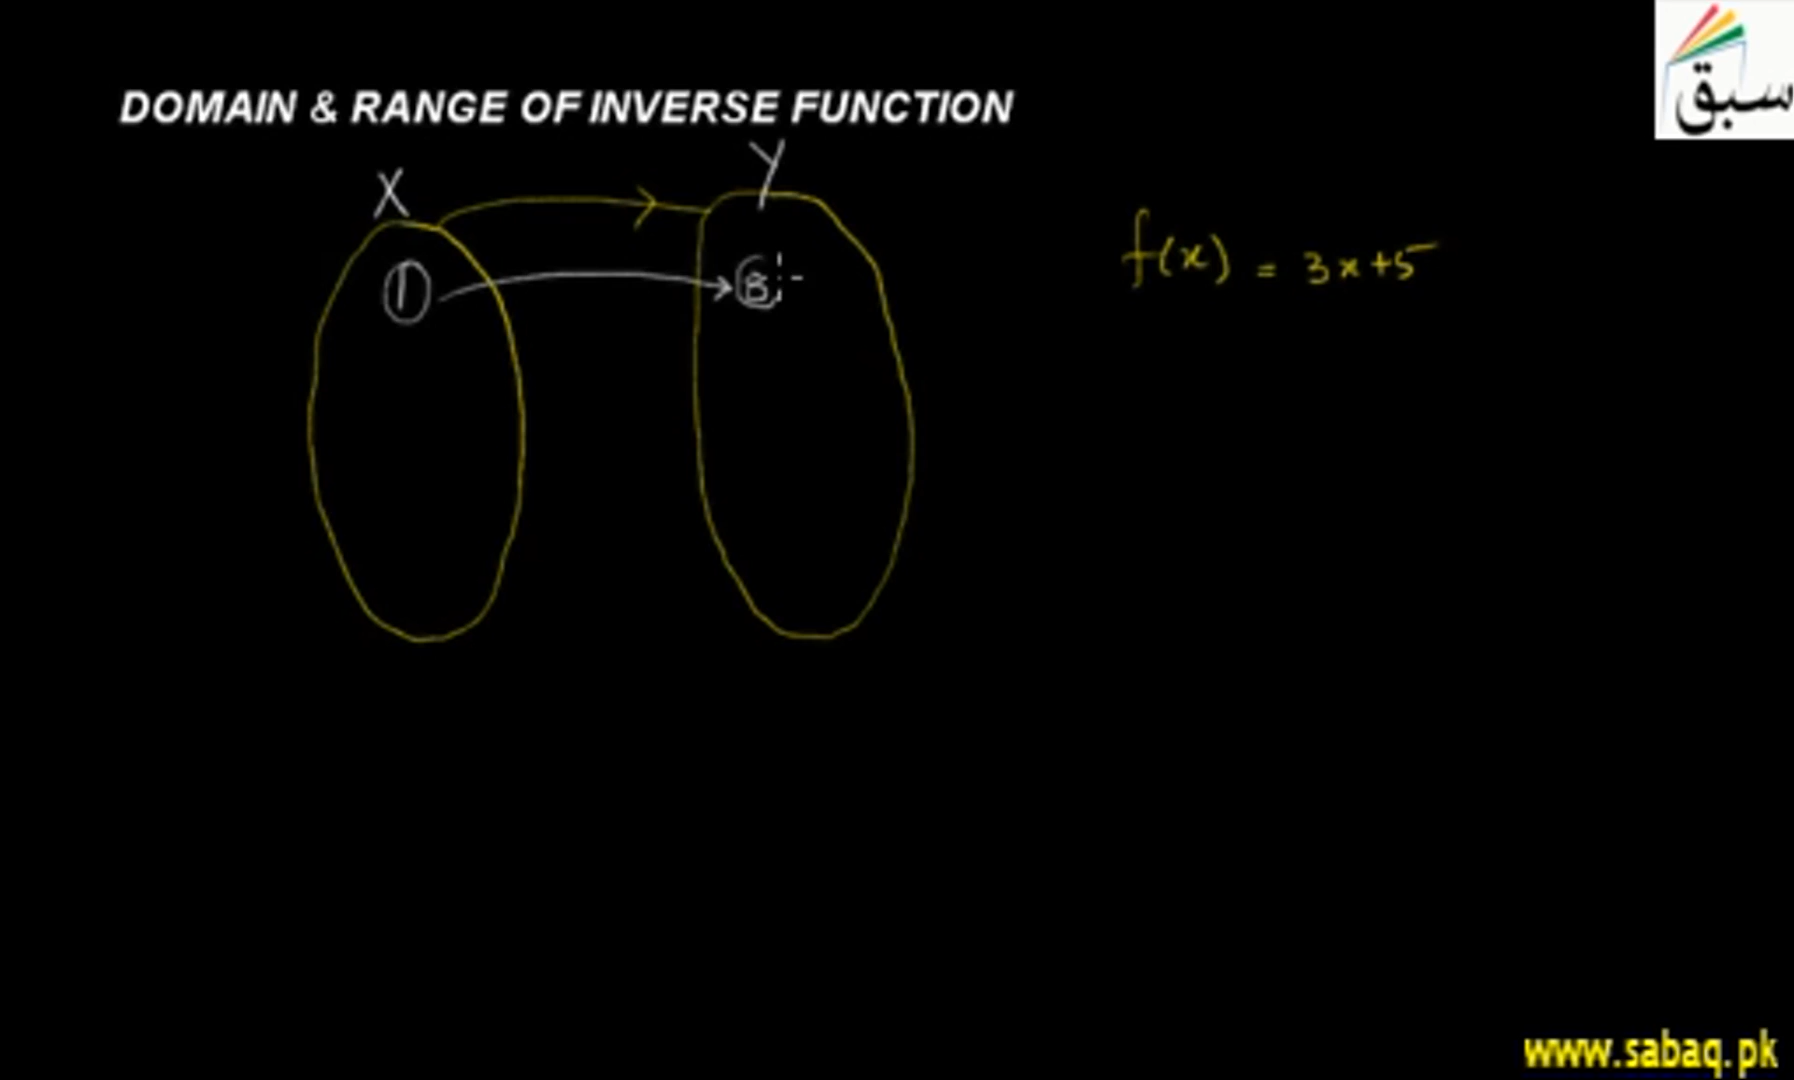 سبق
DOMAIN & RANGE OF INVERSE FUNCTION
X
Y
1
8
f(x) = 3x+5
www.sabaq.pk